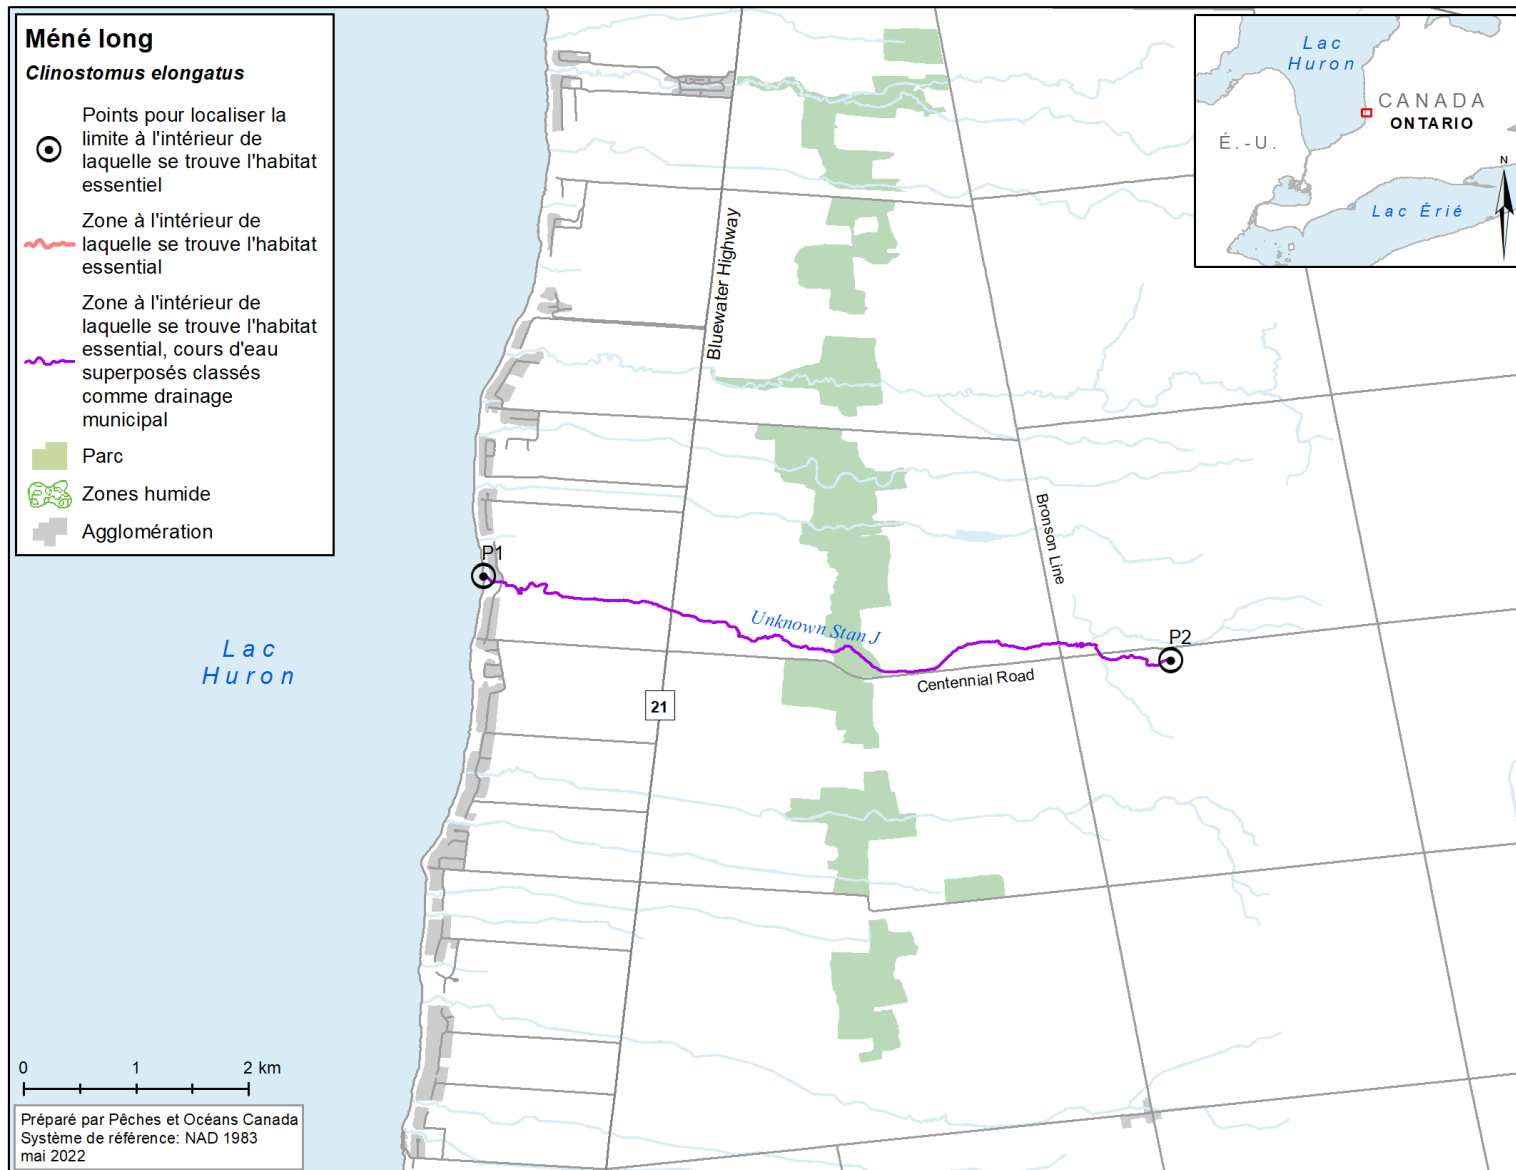 Méné long
Clinostomus elongatus
Points pour localiser la
limite à l'intérieur de
laquelle se trouve l'habitat
essentiel
Zone à l'intérieur de
laquelle se trouve l'habitat
essential
Zone à l'intérieur de
laquelle se trouve l'habitat
essential, cours d'eau
superposés classés
comme drainage
municipal
Parc
Zones humide
Agglomération
Lac
Huron
CANADA
ONTARIO
É.-U.
N
Lac Érié
Bluewater Highway
Bronson Line
P1
Unknown Stan J
P2
Centennial Road
Lac
Huron
21
0 1 2 km
Préparé par Pêches et Océans Canada
Système de référence: NAD 1983
mai 2022